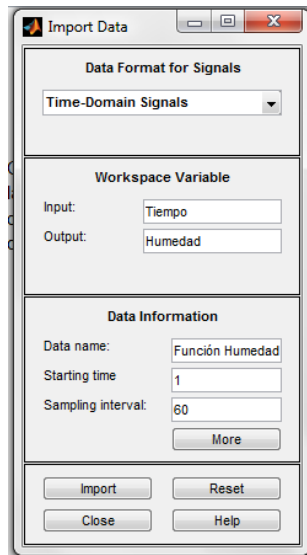 Import Data
Data Format for Signals
Time-Domain Signals
Workspace Variable
Input: Tiempo
Output: Humedad
Data Information
Data name: Función Humedad
Starting time 1
Sampling interval: 60
More
Import Reset
Close Help